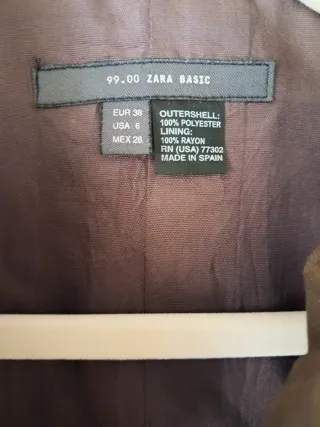 99.00 ZARA BASIC
EUR 38
USA 6
MEX 28
OUTERSHELL:
100% POLYESTER
LINING:
100% RAYON
RN (USA) 77302
MADE IN SPAIN